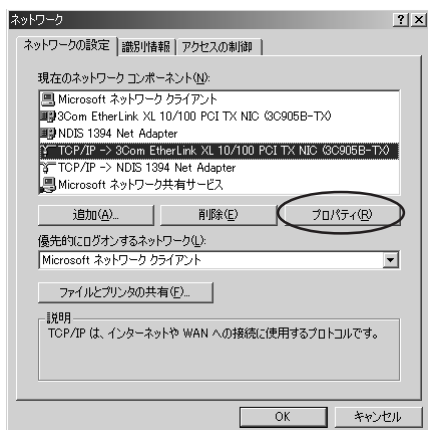 ネットワーク
ネットワークの設定 識別情報 アクセスの制御
現在のネットワーク コンポーネント(N):
Microsoft ネットワーク クライアント
3Com EtherLink XL 10/100 PCI TX NIC (3C905B-TX)
NDIS 1394 Net Adapter
TCP/IP -> 3Com EtherLink XL 10/100 PCI TX NIC (3C905B-TX)
TCP/IP -> NDIS 1394 Net Adapter
Microsoft ネットワーク共有サービス
追加(A)... 削除(E) プロパティ(R)
優先的にログオンするネットワーク(L):
Microsoft ネットワーク クライアント
ファイルとプリンタの共有(F)...
説明
TCP/IP は、インターネットや WAN への接続に使用するプロトコルです。
OK キャンセル